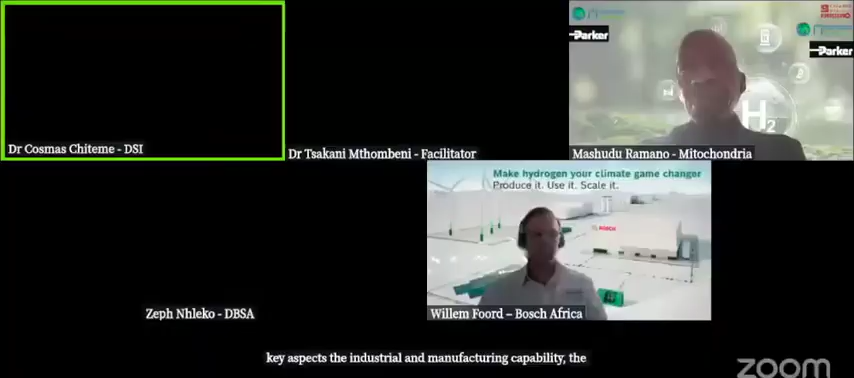 Parker
Parker
H2
Dr Cosmas Chiteme - DSI
Dr Tsakani Mthombeni - Facilitator
Mashudu Ramano - Mitochondria
Make hydrogen your climate game changer
Produce it. Use it. Scale it.
BOSCH
Zeph Nhleko - DBSA
Willem Foord – Bosch Africa
key aspects the industrial and manufacturing capability, the
zoom